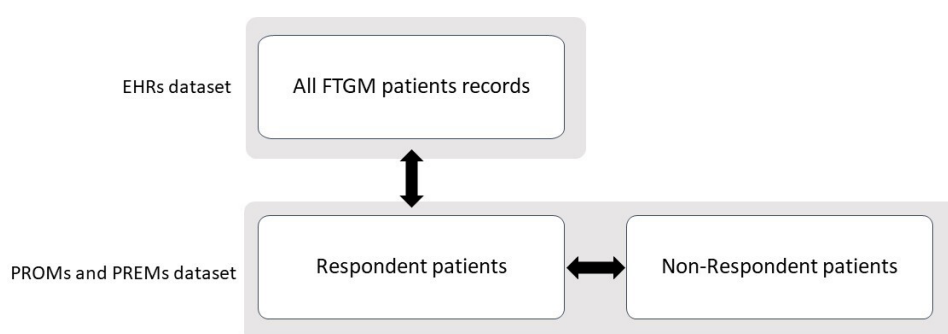 EHRs dataset
All FTGM patients records
PROMs and PREMs dataset
Respondent patients
Non-Respondent patients